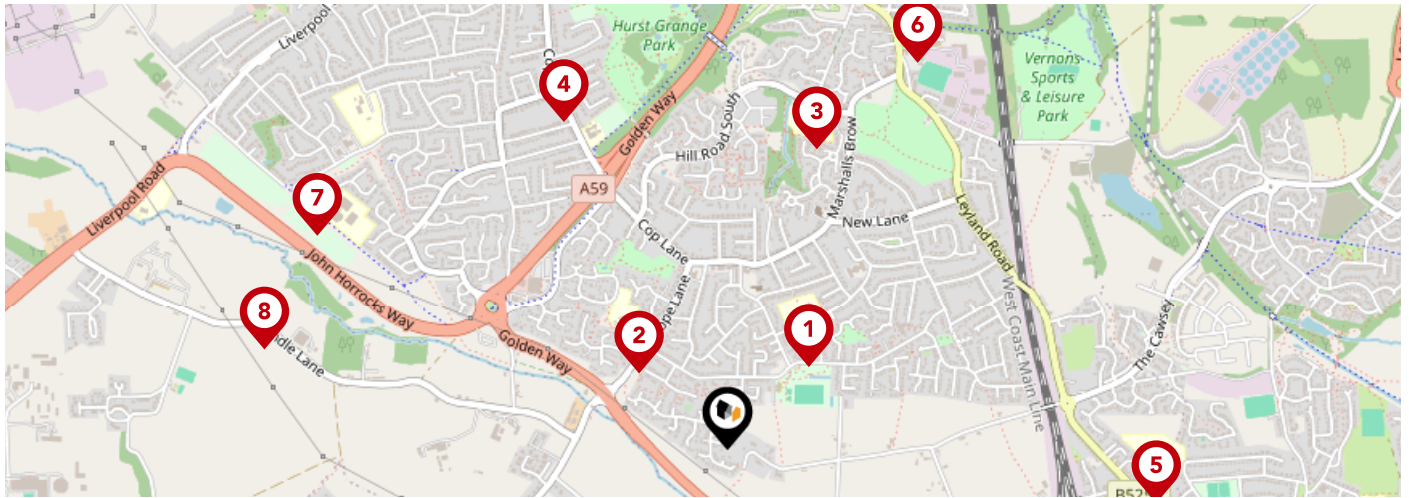 Liverpool
Hurst Grange
Park
6
Vernons
Sports
& Leisure
Park
4
Golden Way
3
Hill Road South
Marshalls Brow
A59
Liverpool Road
7
New Lane
Leyland Road
Cop Lane
John Horrocks Way
8
2
1
West Coast Main Line
The Cawsey
Golden Way
Lane
5